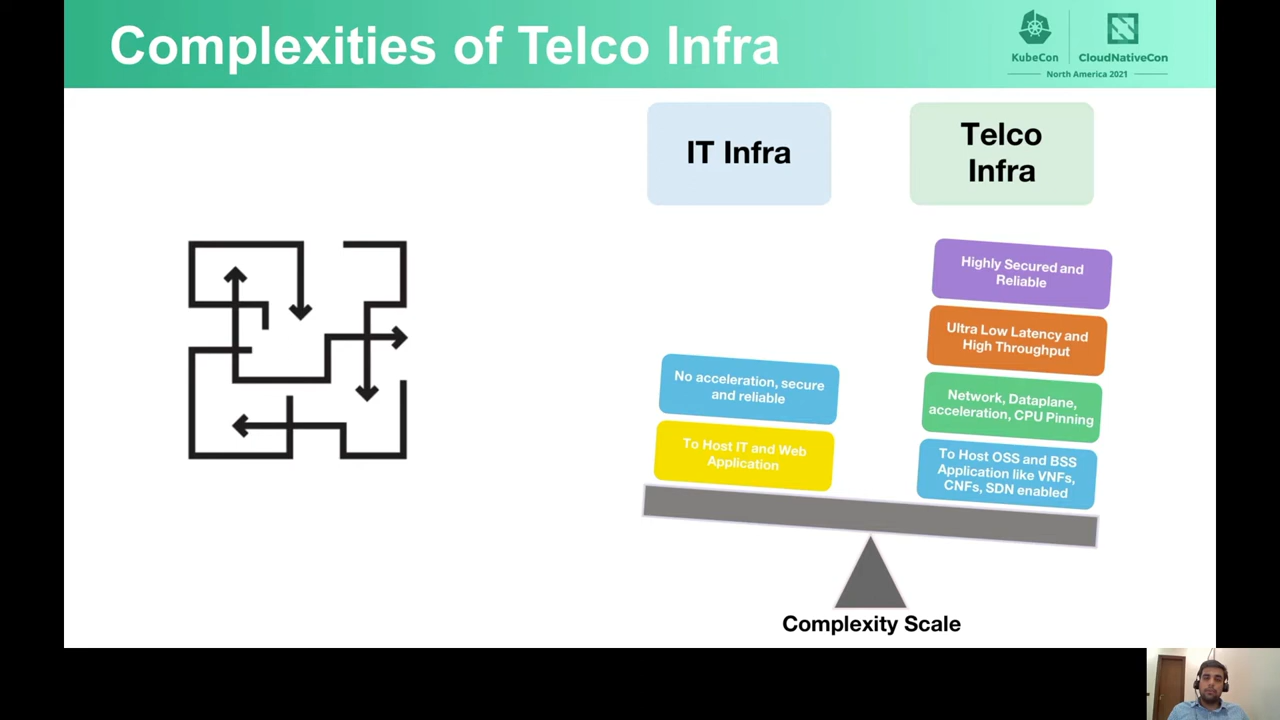 Complexities of Telco Infra
KubeCon
CloudNativeCon
North America 2021
IT Infra
Telco
Infra
No acceleration, secure
and reliable
To Host IT and Web
Application
Highly Secured and
Reliable
Ultra Low Latency and
High Throughput
Network, Dataplane,
acceleration, CPU Pinning
To Host OSS and BSS
Application like VNFs,
CNFs, SDN enabled
Complexity Scale